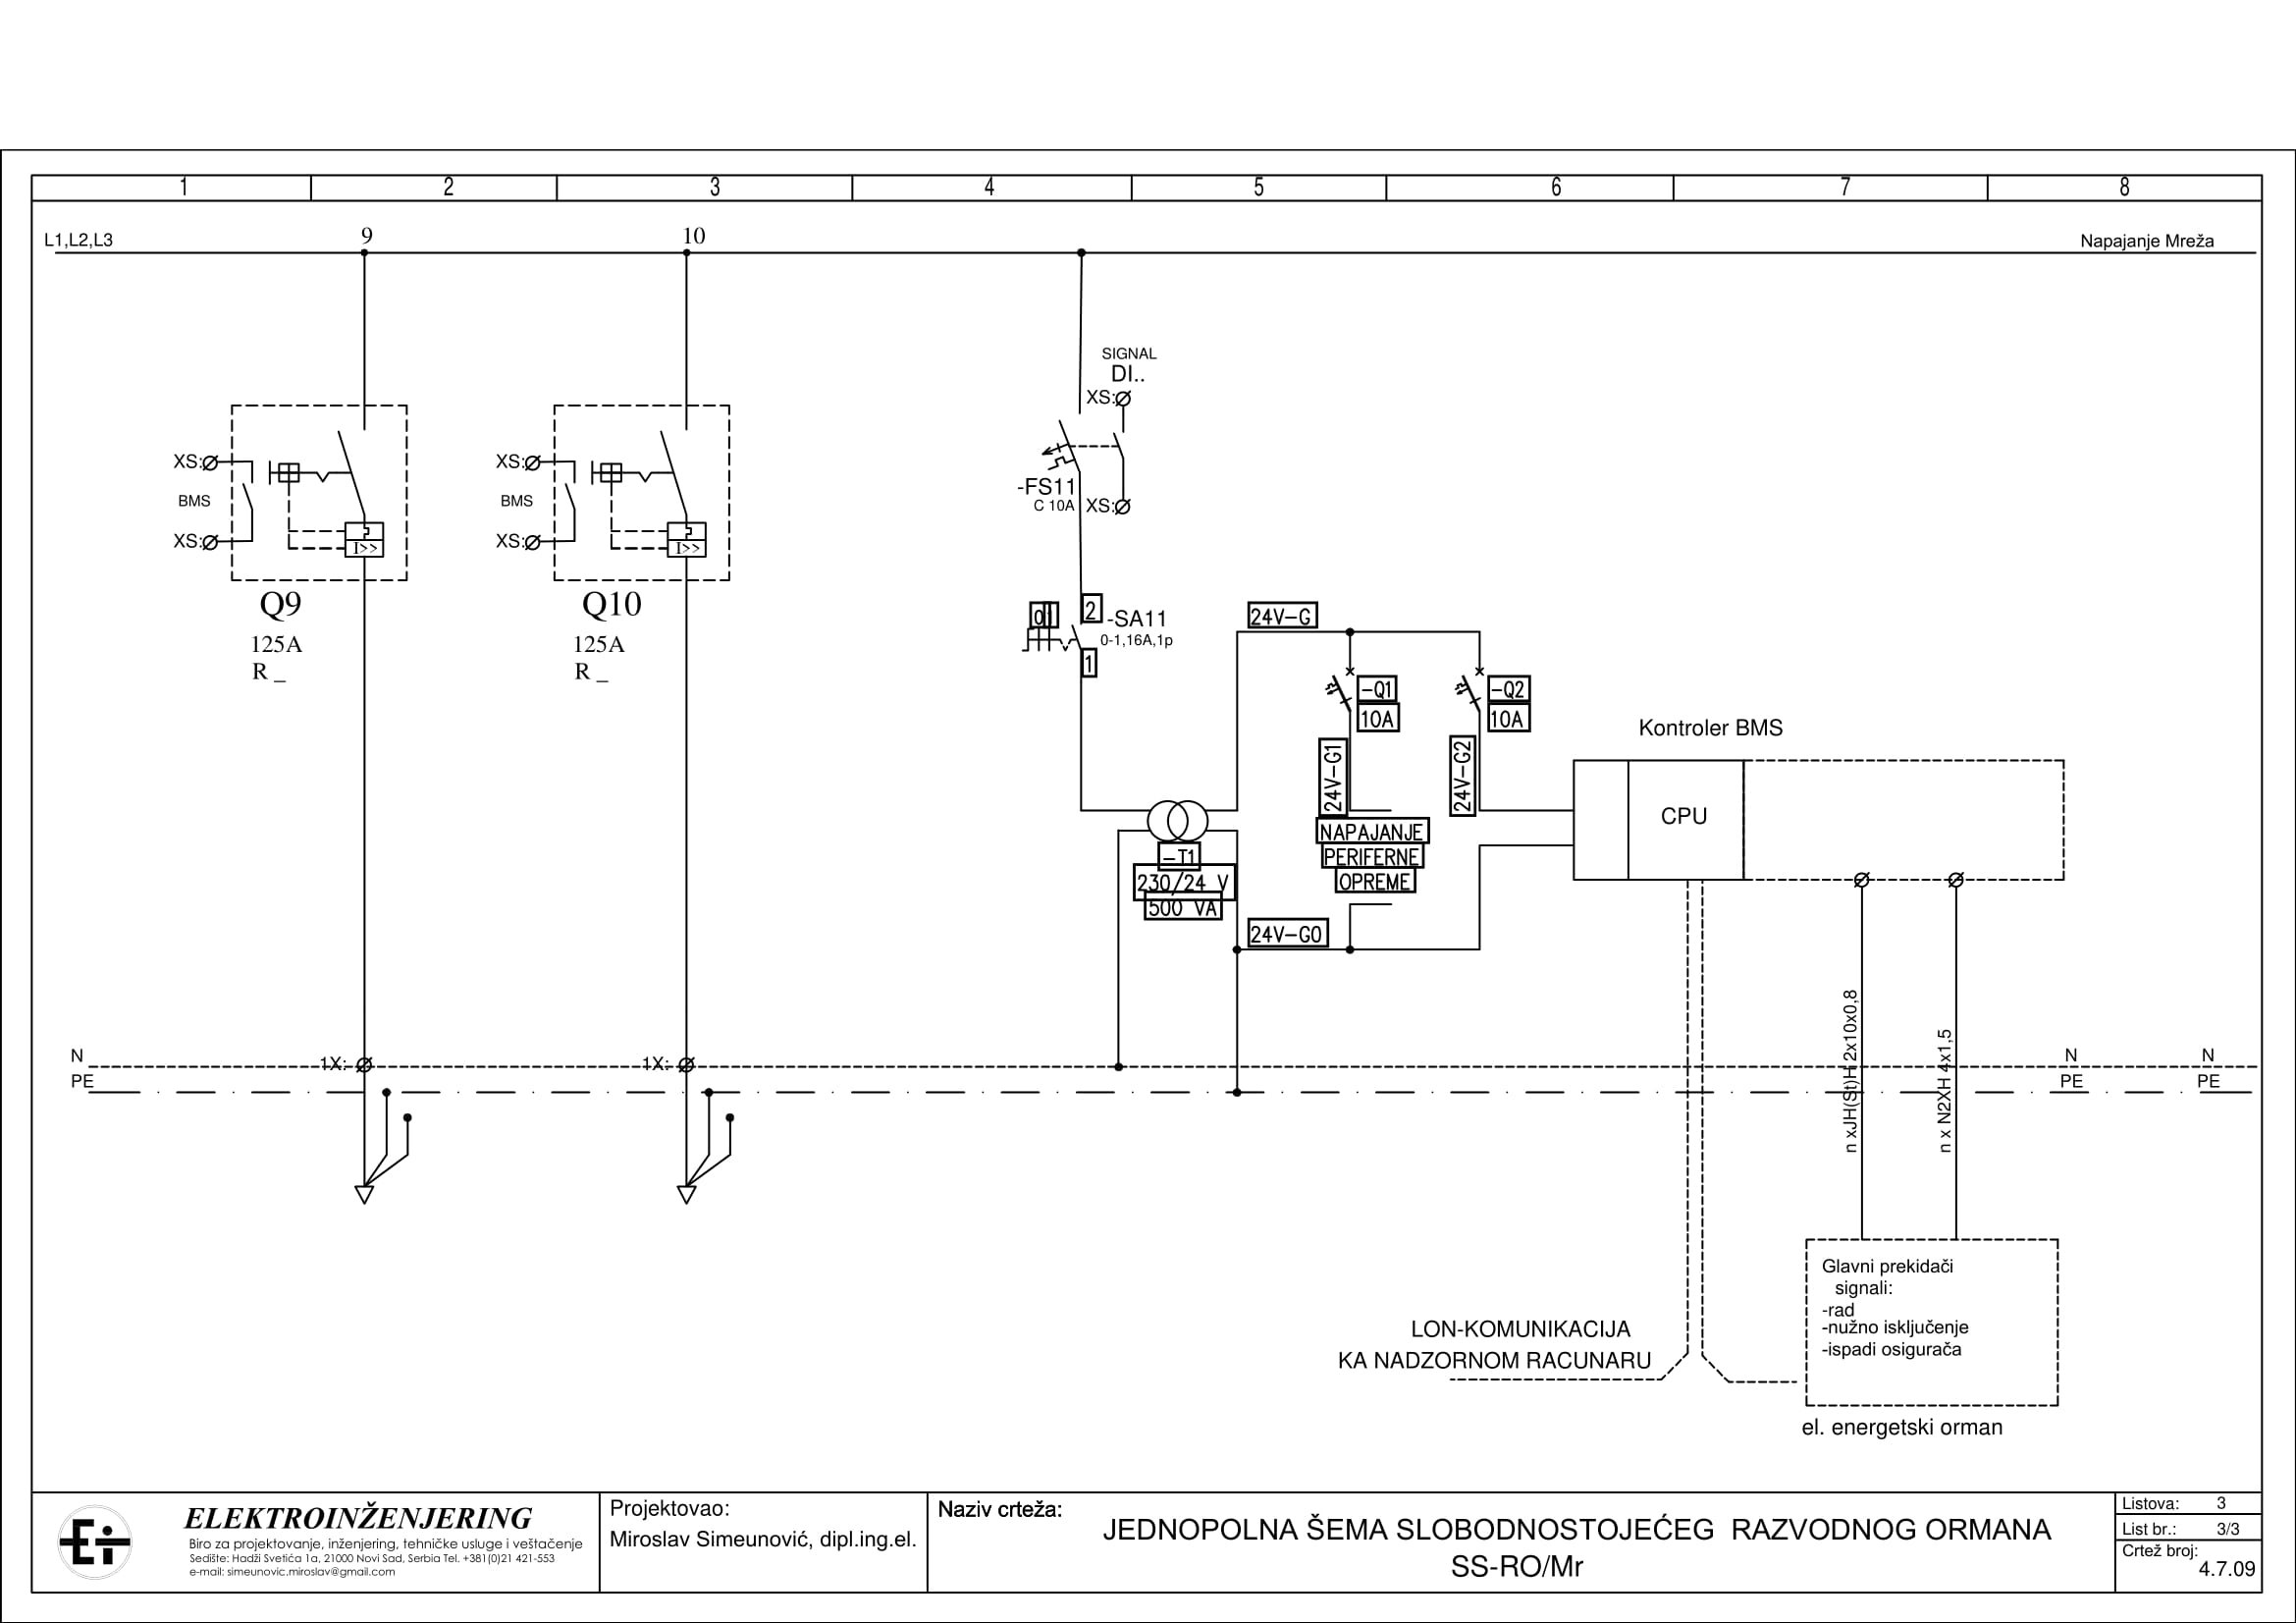 1 2 3 4 5 6 7 8
L1,L2,L3
9
10
Napajanje Mreža
XS:
BMS
XS:
I>>
Q9
125A
R _
XS:
BMS
XS:
I>>
Q10
125A
R _
SIGNAL
DI..
XS:
-FS11
C 10A
XS:
0 1
2
-SA11
0-1,16A,1p
1
24V-G
-Q1
10A
-Q2
10A
24V-G1
24V-G2
NAPAJANJE
PERIFERNE
OPREME
-T1
230/24 V
500 VA
24V-G0
Kontroler BMS
CPU
N
PE
1X:
1X:
n xJH(St)H 2x10x0,8
n x N2XH 4x1,5
N
PE
N
PE
Glavni prekidači
signali:
-rad
-nužno isključenje
-ispadi osigurača
el. energetski orman
LON-KOMUNIKACIJA
KA NADZORNOM RACUNARU
Ei
ELEKTROINŽENJERING
Biro za projektovanje, inženjering, tehničke usluge i veštačenje
Sedište: Hadži Svetića 1a, 21000 Novi Sad, Serbia Tel. +381(0)21 421-553
e-mail: simeunovic.miroslav@gmail.com
Projektovao:
Miroslav Simeunović, dipl.ing.el.
Naziv crteža:
JEDNOPOLNA ŠEMA SLOBODNOSTOJEĆEG RAZVODNOG ORMANA
SS-RO/Mr
Listova: 3
List br.: 3/3
Crtež broj:
4.7.09